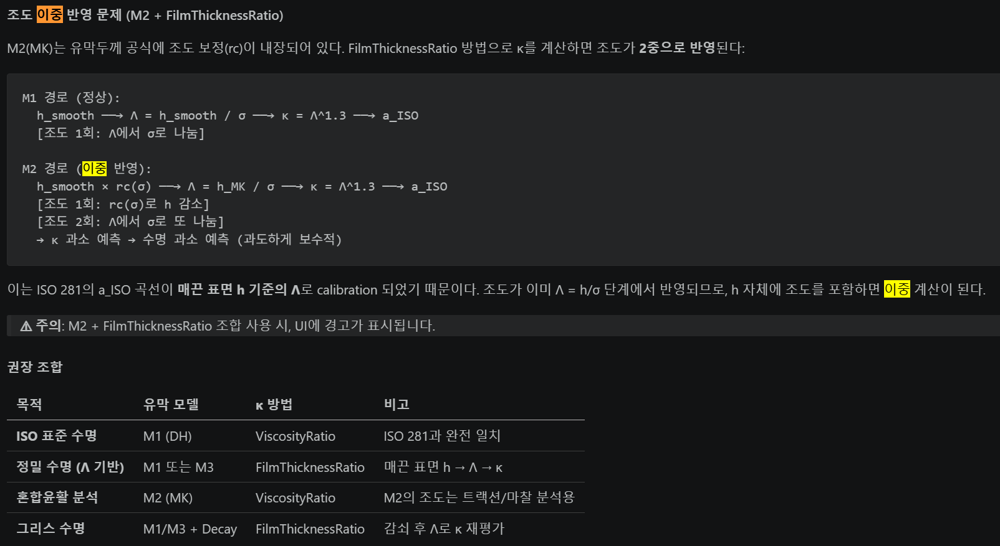 조도 이중 반영 문제 (M2 + FilmThicknessRatio)
M2(MK)는 유막두께 공식에 조도 보정(rc)이 내장되어 있다. FilmThicknessRatio 방법으로 κ를 계산하면 조도가 2중으로 반영된다:
M1 경로 (정상):
h_smooth ──→ Λ = h_smooth / σ ──→ κ = Λ^1.3 ──→ a_ISO
[조도 1회: Λ에서 σ로 나눔]
M2 경로 (이중 반영):
h_smooth × rc(σ) ──→ Λ = h_MK / σ ──→ κ = Λ^1.3 ──→ a_ISO
[조도 1회: rc(σ)로 h 감소]
[조도 2회: Λ에서 σ로 또 나눔]
→ κ 과소 예측 → 수명 과소 예측 (과도하게 보수적)
이는 ISO 281의 a_ISO 곡선이 매끈 표면 h 기준의 Λ로 calibration 되었기 때문이다. 조도가 이미 Λ = h/σ 단계에서 반영되므로, h 자체에 조도를 포함하면 이중 계산이 된다.
⚠ 주의: M2 + FilmThicknessRatio 조합 사용 시, UI에 경고가 표시됩니다.
권장 조합
목적 유막 모델 κ 방법 비고
ISO 표준 수명 M1 (DH) ViscosityRatio ISO 281과 완전 일치
정밀 수명 (Λ 기반) M1 또는 M3 FilmThicknessRatio 매끈 표면 h → Λ → κ
혼합윤활 분석 M2 (MK) ViscosityRatio M2의 조도는 트랙션/마찰 분석용
그리스 수명 M1/M3 + Decay FilmThicknessRatio 감쇠 후 Λ로 κ 재평가